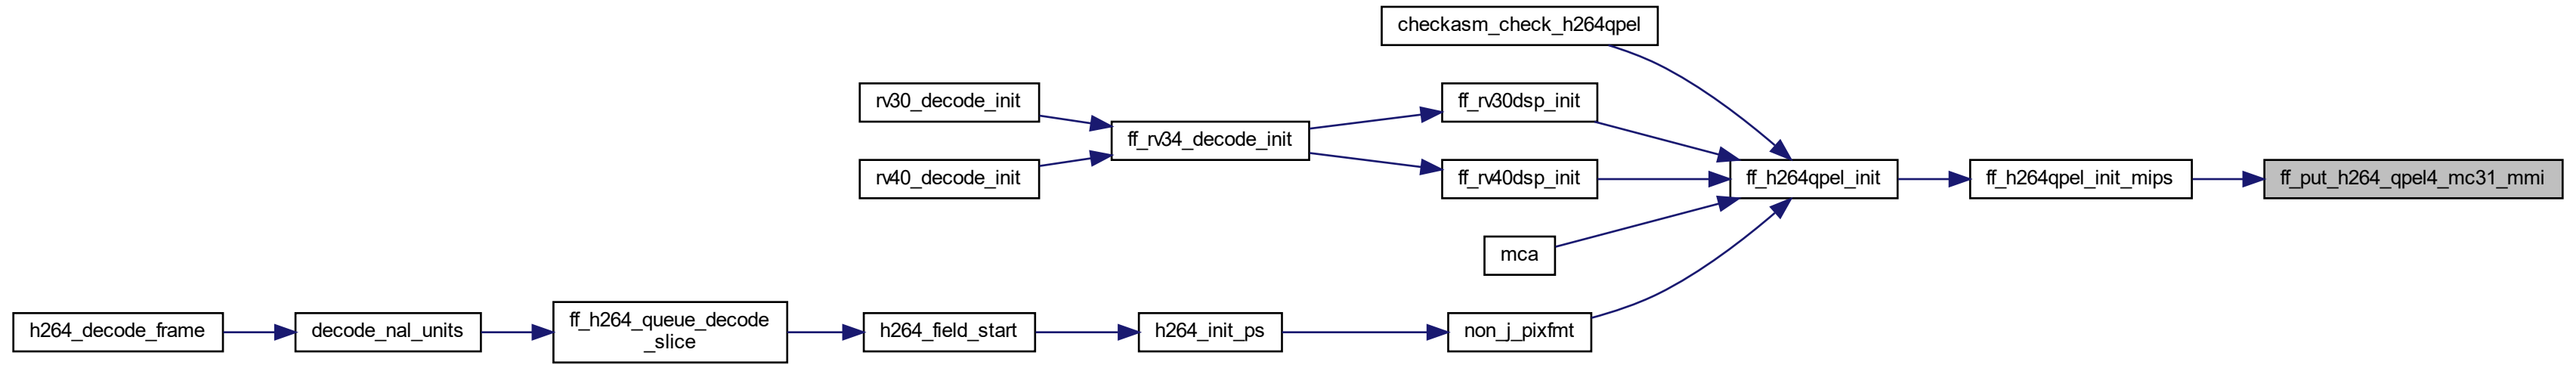 checkasm_check_h264qpel
rv30_decode_init
ff_rv30dsp_init
ff_rv34_decode_init
rv40_decode_init
ff_rv40dsp_init
ff_h264qpel_init
ff_h264qpel_init_mips
ff_put_h264_qpel4_mc31_mmi
mca
h264_decode_frame
decode_nal_units
ff_h264_queue_decode
_slice
h264_field_start
h264_init_ps
non_j_pixfmt